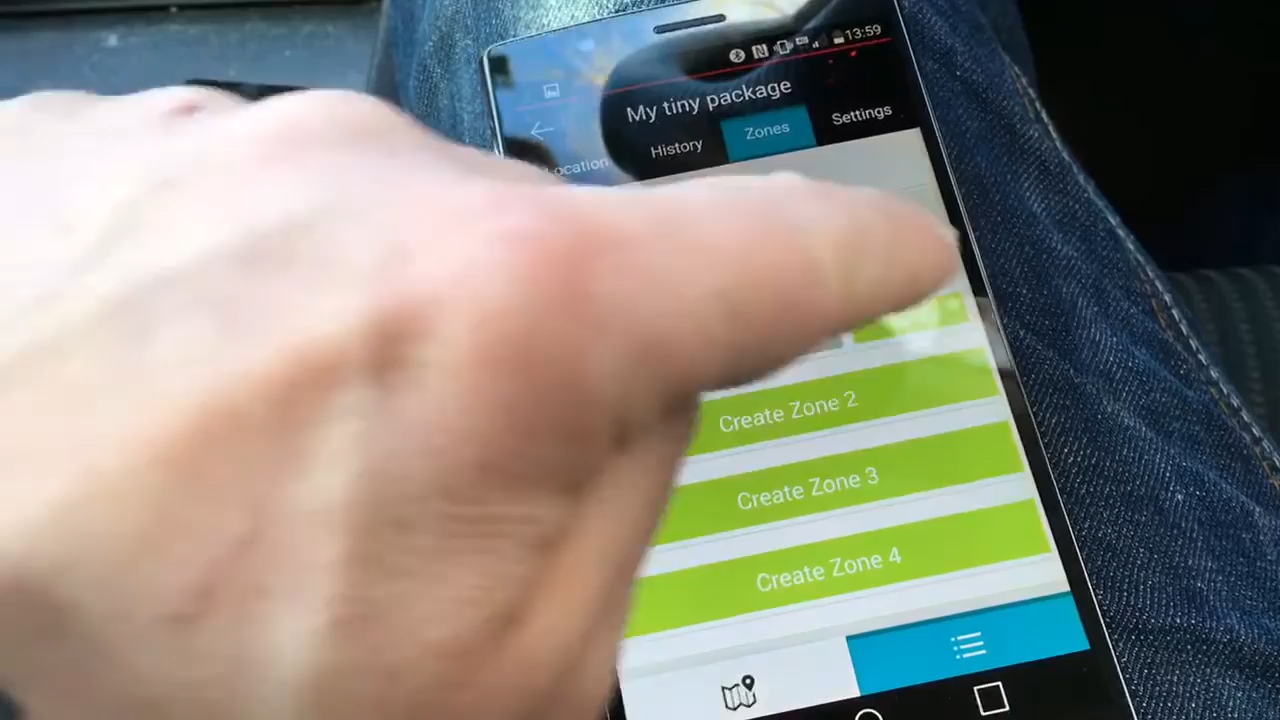 13:59
My tiny package
Location
History
Zones
Settings
Create Zone 2
Create Zone 3
Create Zone 4